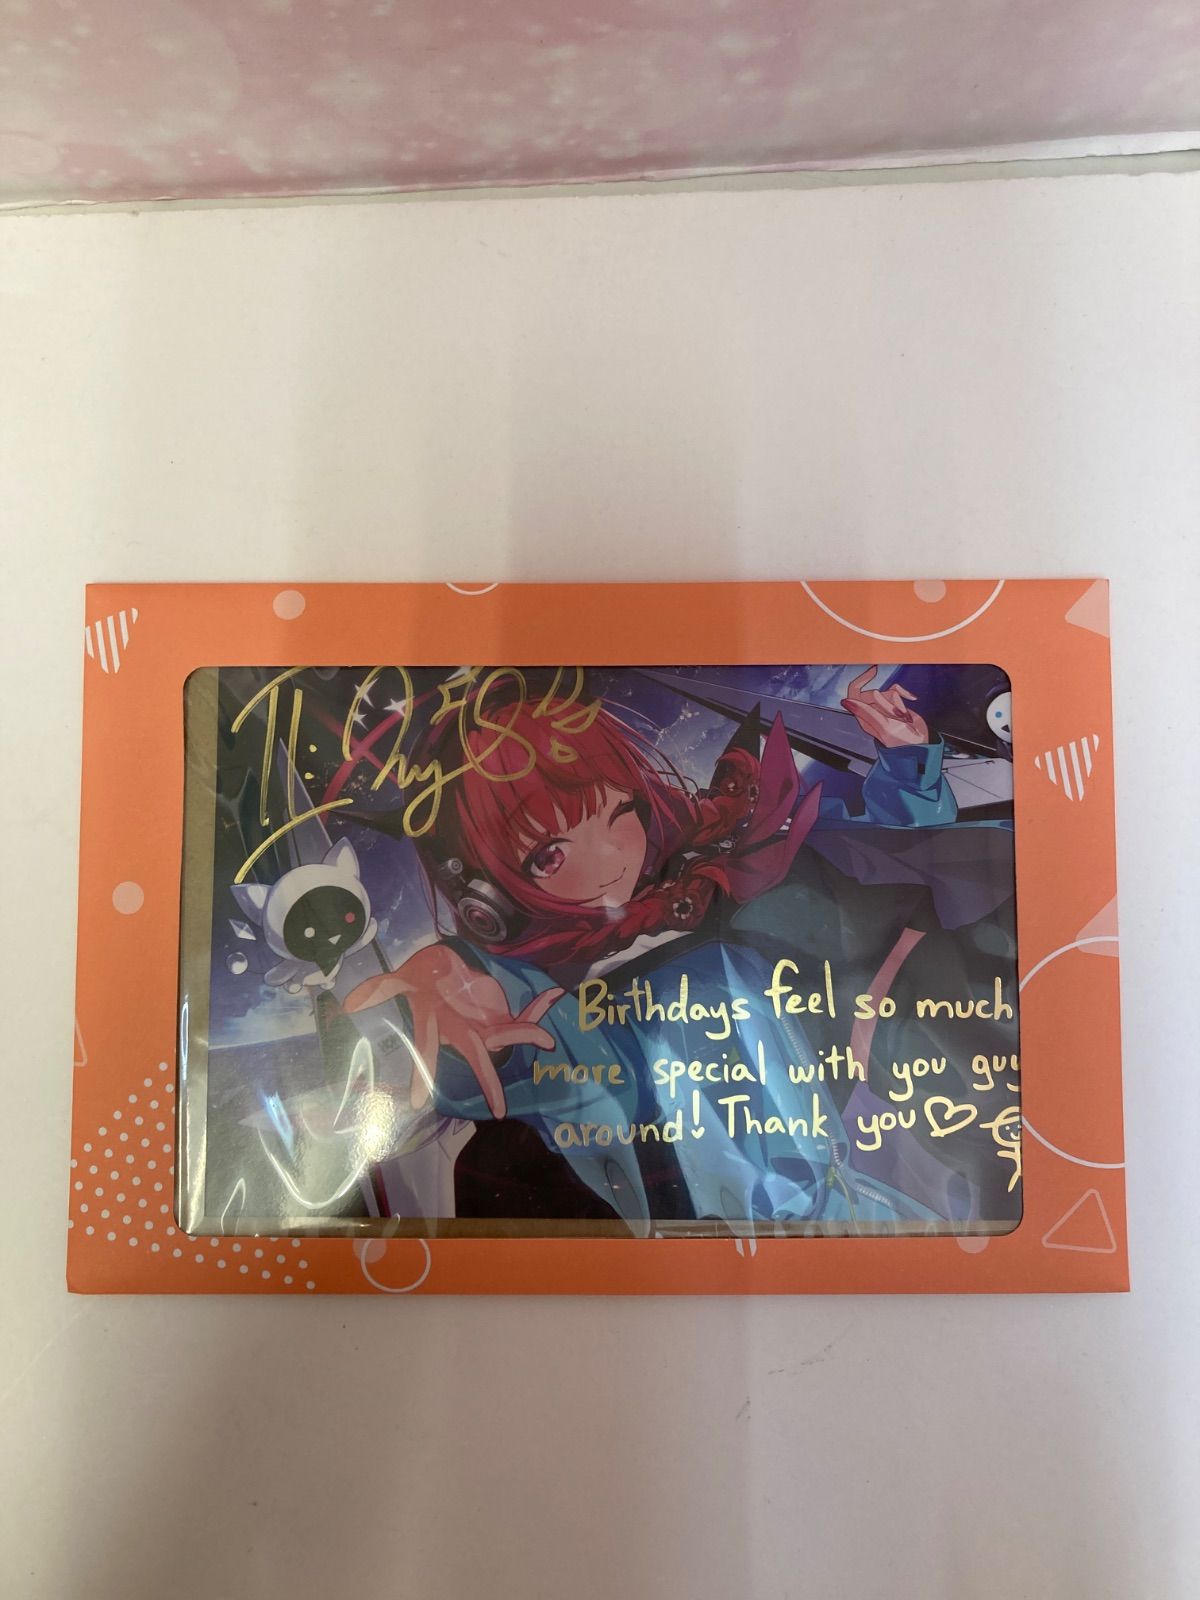 Birthdays feel so much
more special with you guy
around! Thank you♡